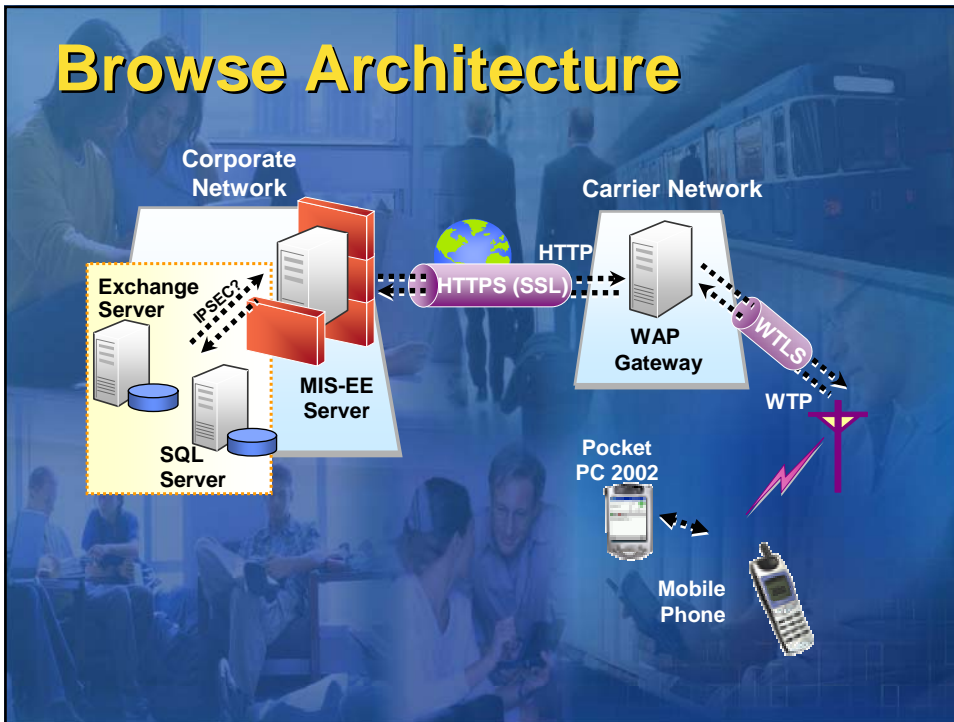 Browse Architecture
Corporate
Network
Carrier Network
Exchange
Server
IPSEC?
HTTP
HTTPS (SSL)
MIS-EE
Server
WAP
Gateway
WTLS
WTP
SQL
Server
Pocket
PC 2002
Mobile
Phone